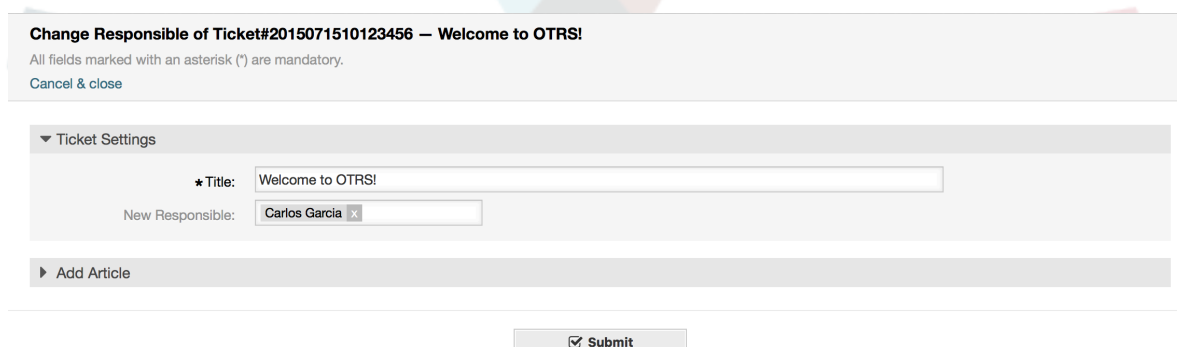 Change Responsible of Ticket#2015071510123456 — Welcome to OTRS!
All fields marked with an asterisk (*) are mandatory.
Cancel & close
Ticket Settings
* Title: Welcome to OTRS!
New Responsible: Carlos Garcia x
Add Article
Submit